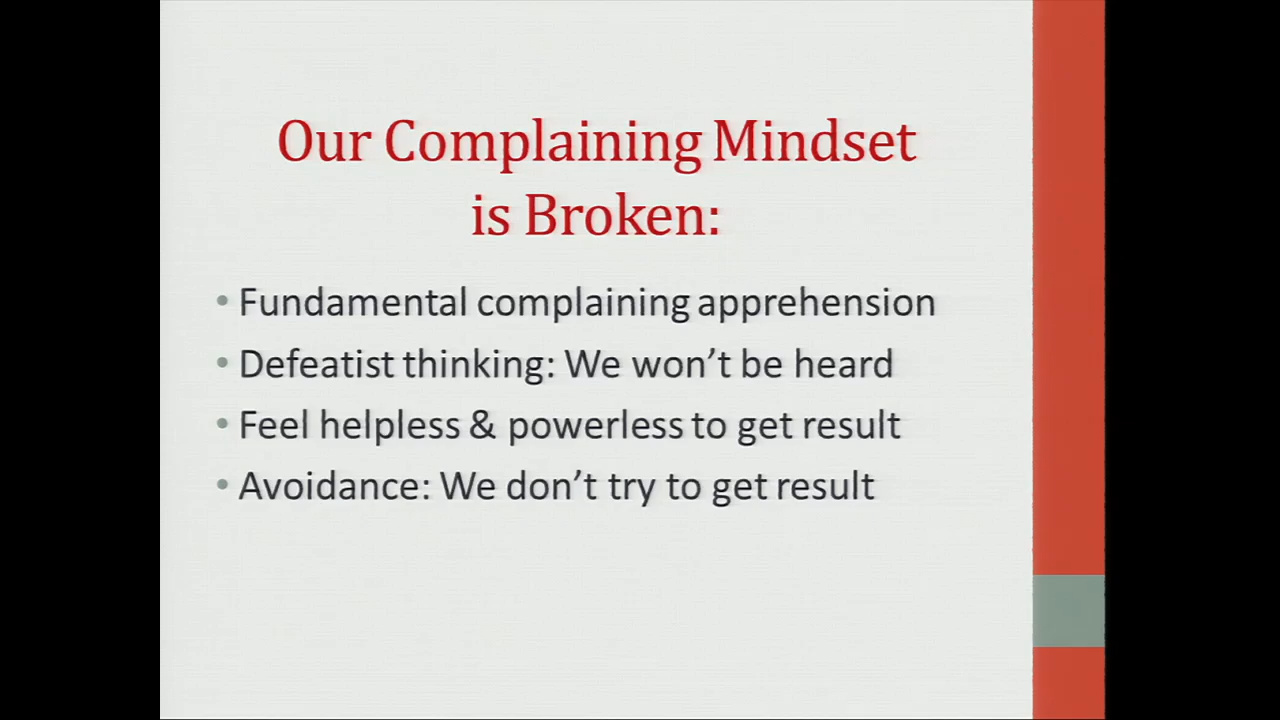 Our Complaining Mindset
is Broken:
• Fundamental complaining apprehension
• Defeatist thinking: We won’t be heard
• Feel helpless & powerless to get result
• Avoidance: We don’t try to get result